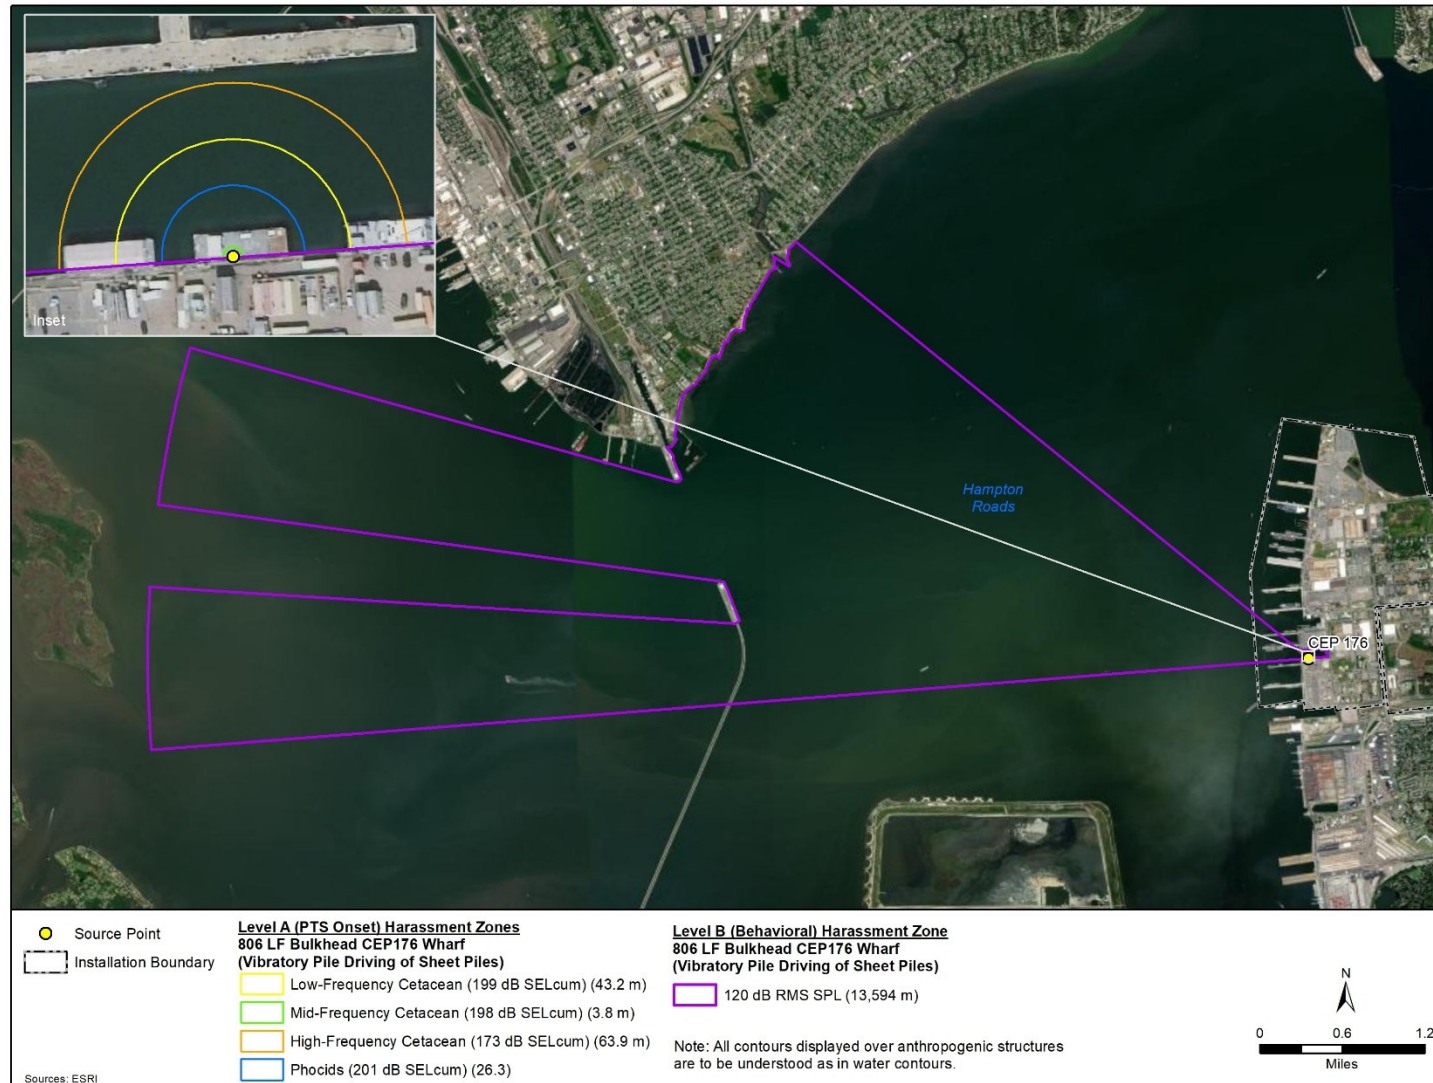 Inset
Hampton
Roads
CEP 176
Source Point
Installation Boundary
Level A (PTS Onset) Harassment Zones
806 LF Bulkhead CEP176 Wharf
(Vibratory Pile Driving of Sheet Piles)
Low-Frequency Cetacean (199 dB SELcum) (43.2 m)
Mid-Frequency Cetacean (198 dB SELcum) (3.8 m)
High-Frequency Cetacean (173 dB SELcum) (63.9 m)
Phocids (201 dB SELcum) (26.3)
Level B (Behavioral) Harassment Zone
806 LF Bulkhead CEP176 Wharf
(Vibratory Pile Driving of Sheet Piles)
120 dB RMS SPL (13,594 m)
Note: All contours displayed over anthropogenic structures
are to be understood as in water contours.
N
0 0.6 1.2
Miles
Sources: ESRI